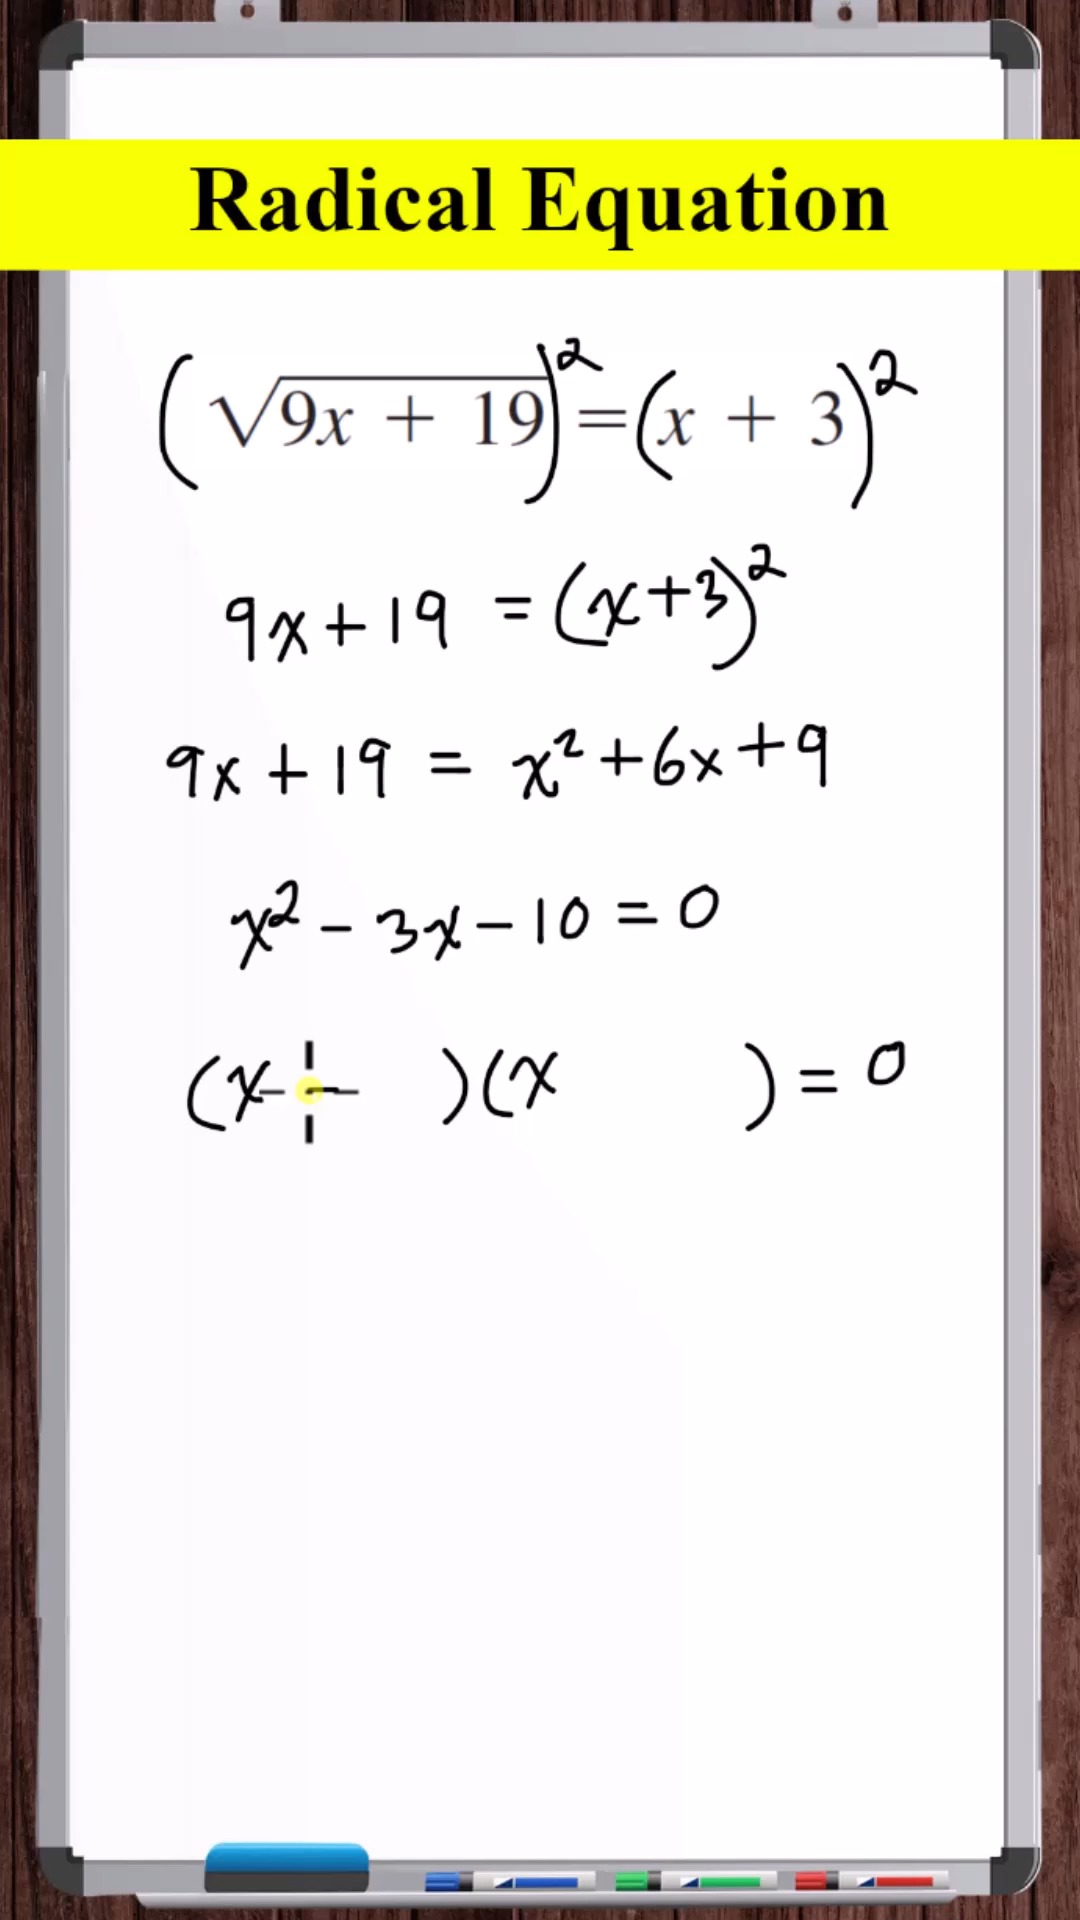 Radical Equation
(√9x + 19)² = (x + 3)²
9x + 19 = (x+3)²
9x + 19 = x² + 6x + 9
x² - 3x - 10 = 0
(x - )(x ) = 0